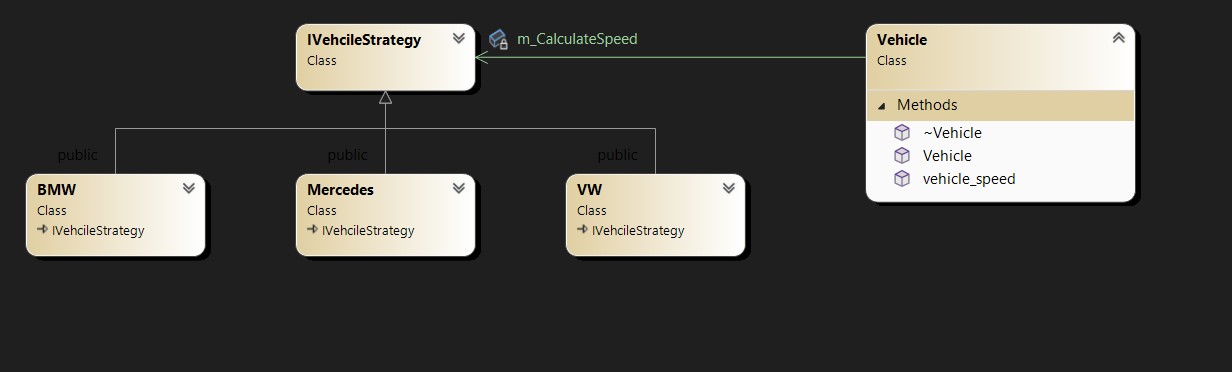 IVehcileStrategy
Class
m_CalculateSpeed
Vehicle
Class
Methods
~Vehicle
Vehicle
vehicle_speed
public
public
public
BMW
Class
IVehcileStrategy
Mercedes
Class
IVehcileStrategy
VW
Class
IVehcileStrategy